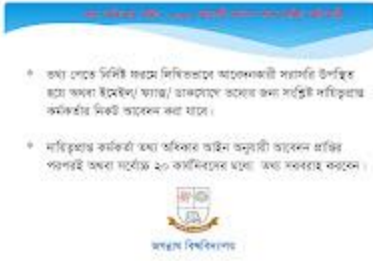 তথ্য পেতে নির্দিষ্ট ফরমে লিখিতভাবে আবেদনকারী সরাসরি উপস্থিত
হয়ে অথবা ইমেইল/ ফ্যাক্স/ ডাকযোগে তথ্যের জন্য সংশ্লিষ্ট দায়িত্বপ্রাপ্ত
কর্মকর্তার নিকট আবেদন করা যাবে।
দায়িত্বপ্রাপ্ত কর্মকর্তা তথ্য অধিকার আইন অনুযায়ী আবেদন প্রাপ্তির
পরপরই অথবা সর্বোচ্চ ২০ কার্যদিবসের মধ্যে তথ্য সরবরাহ করবেন।
জগন্নাথ বিশ্ববিদ্যালয়